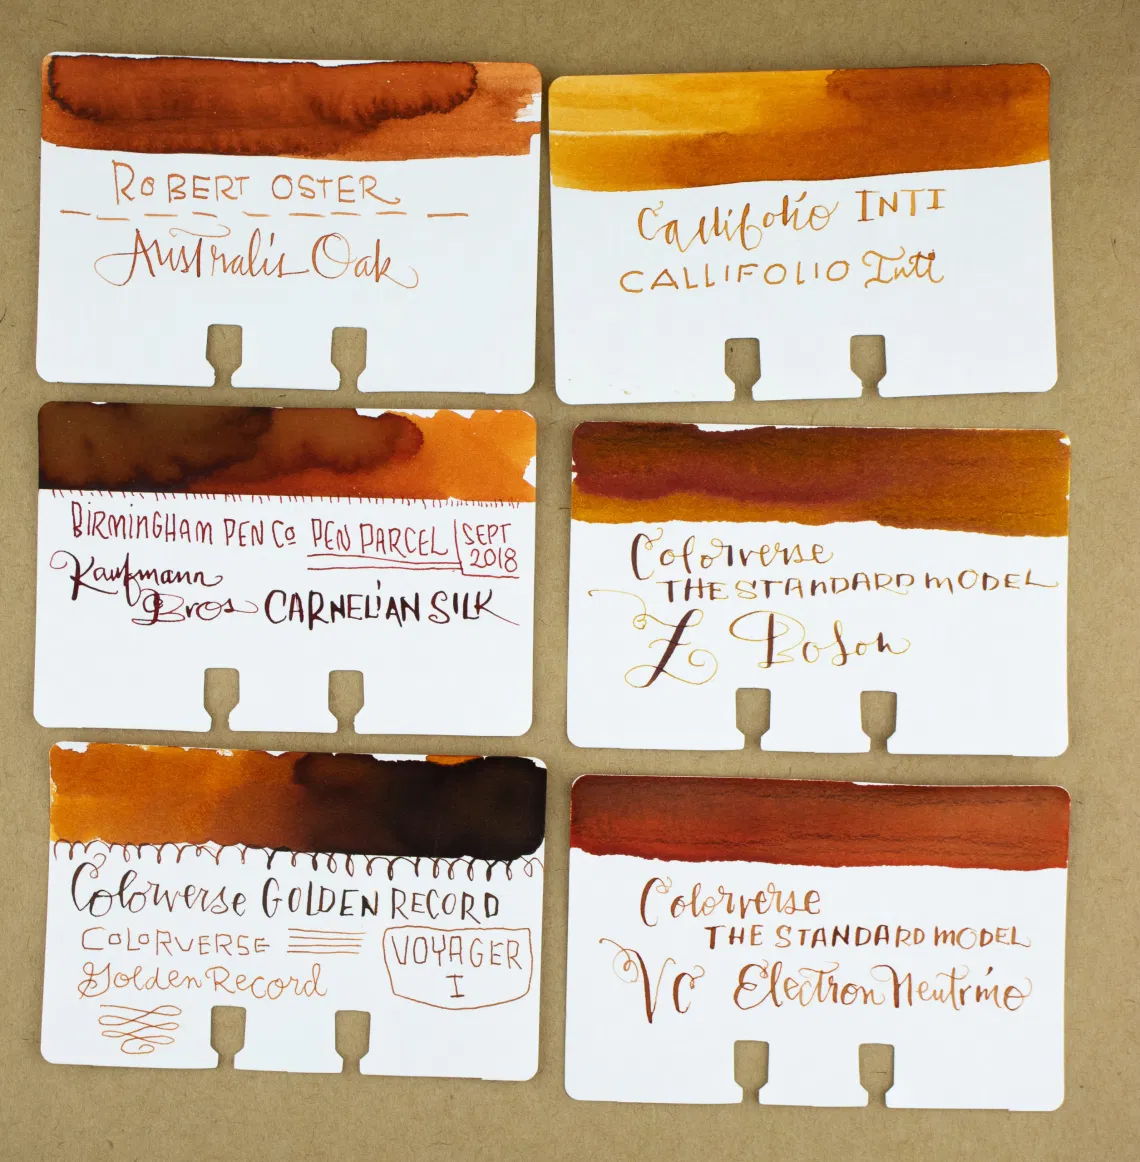 ROBERT OSTER
Australis Oak
Callifolio INTI
CALLIFOLIO Inti
BIRMINGHAM PEN Co PEN PARCEL SEPT 2018
Kaufmann
Bros CARNELIAN SILK
Colorverse
THE STANDARD MODEL
Z Boson
Colorverse GOLDEN RECORD
COLORVERSE
Golden Record
VOYAGER
I
Colorverse
THE STANDARD MODEL
VC Electron Neutrino